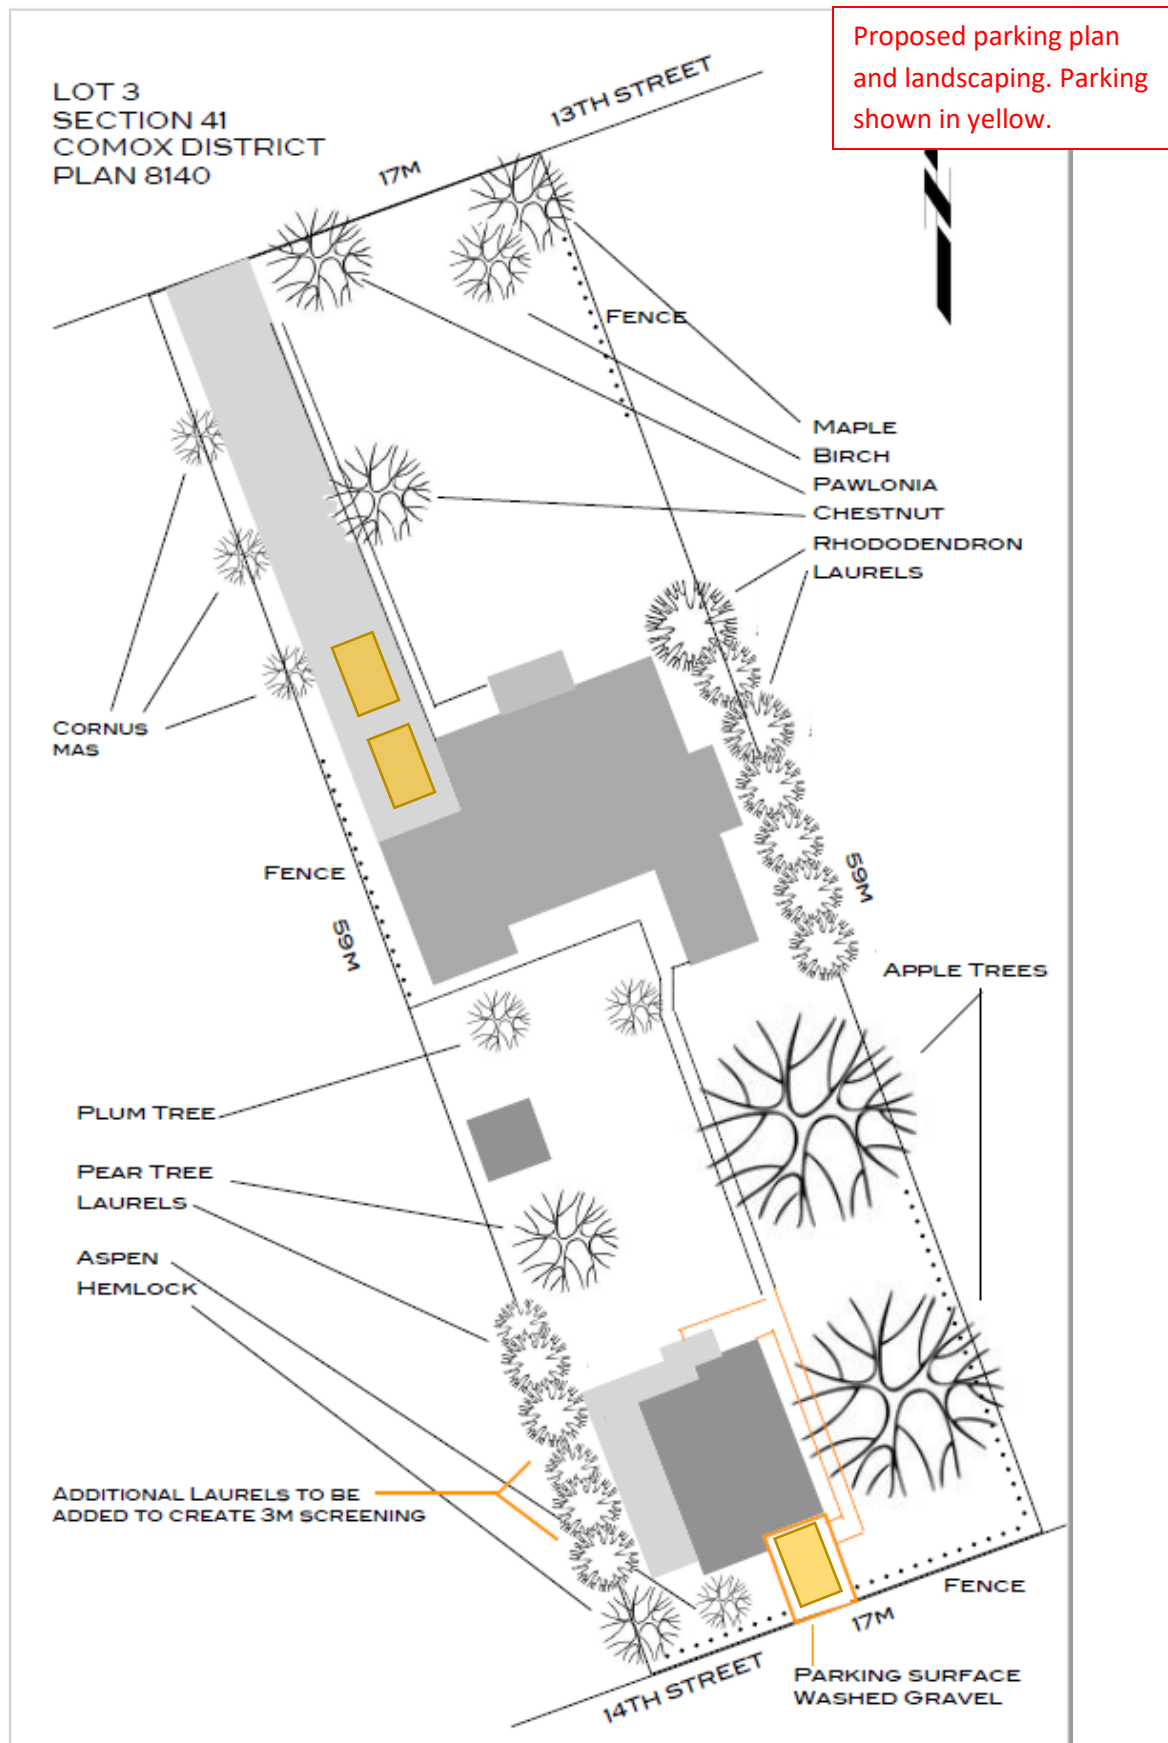 Proposed parking plan
and landscaping. Parking
shown in yellow.
LOT 3
SECTION 41
COMOX DISTRICT
PLAN 8140
13TH STREET
17M
FENCE
MAPLE
BIRCH
PAWLONIA
CHESTNUT
RHODODENDRON
LAURELS
CORNUS
MAS
FENCE
59M
59M
APPLE TREES
PLUM TREE
PEAR TREE
LAURELS
ASPEN
HEMLOCK
ADDITIONAL LAURELS TO BE
ADDED TO CREATE 3M SCREENING
FENCE
17M
14TH STREET
PARKING SURFACE
WASHED GRAVEL